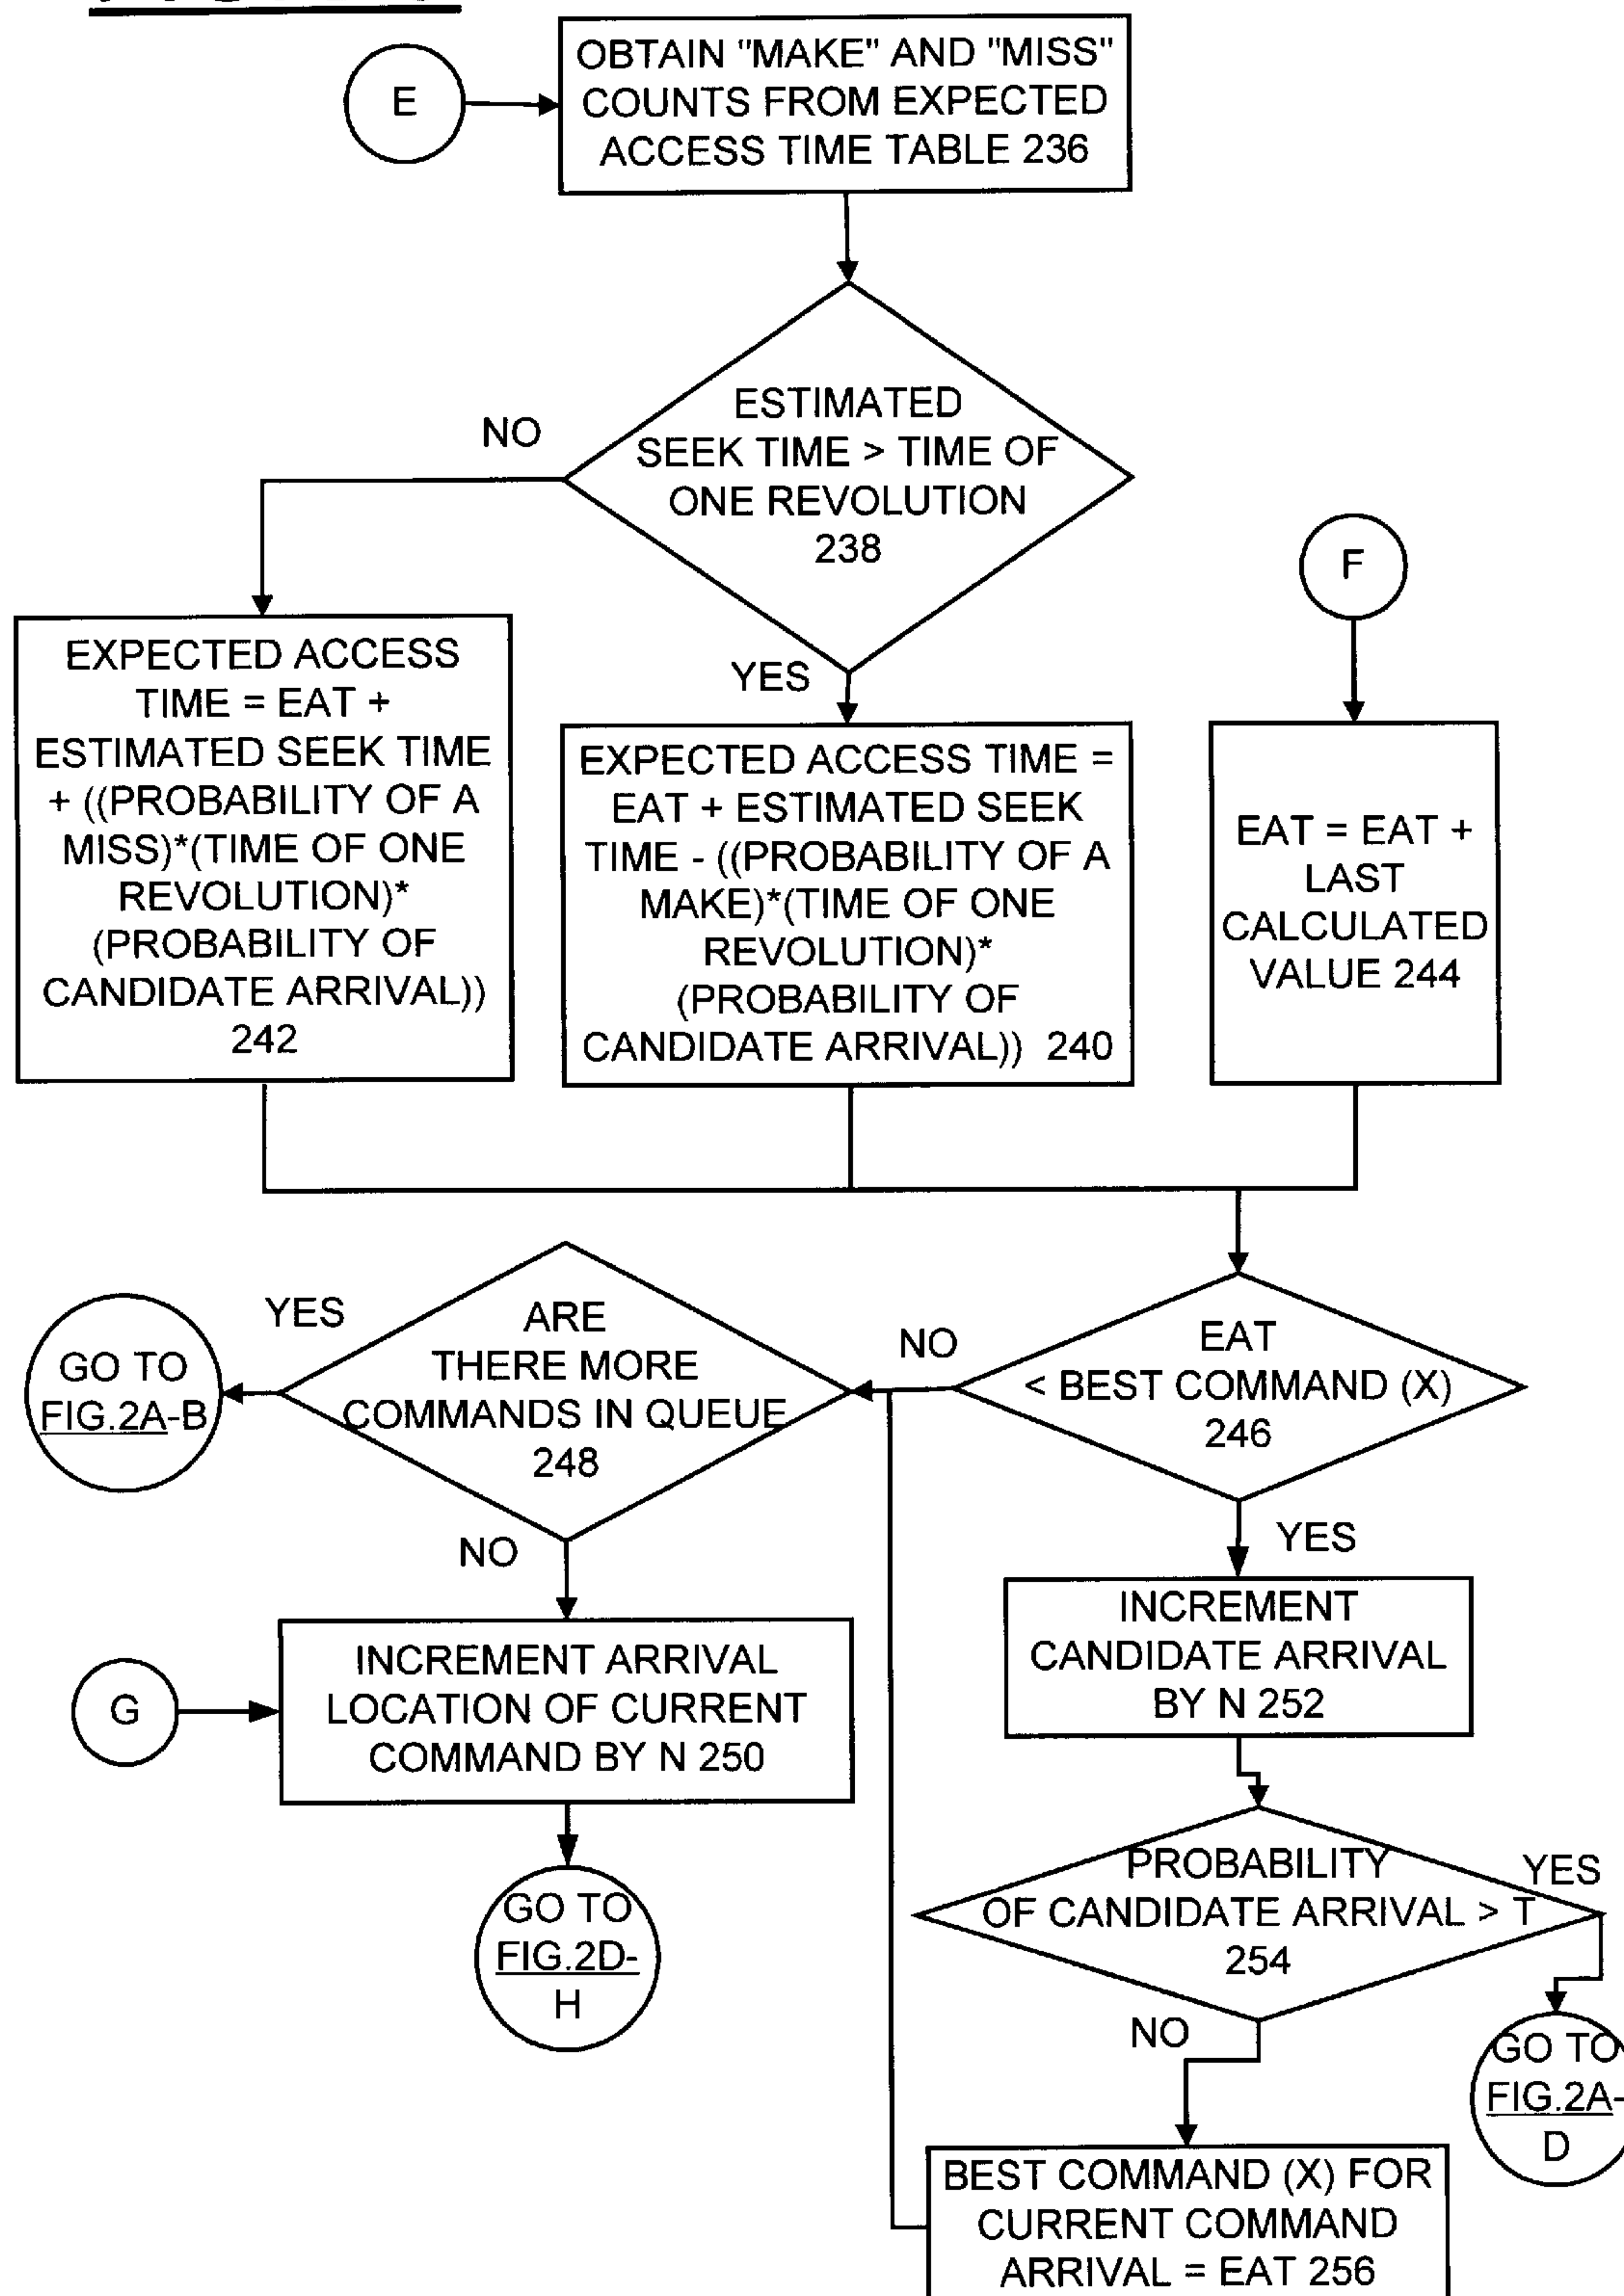 E
OBTAIN "MAKE" AND "MISS"
COUNTS FROM EXPECTED
ACCESS TIME TABLE 236
ESTIMATED
SEEK TIME > TIME OF
ONE REVOLUTION
238
NO
YES
F
EXPECTED ACCESS
TIME = EAT +
ESTIMATED SEEK TIME
+ ((PROBABILITY OF A
MISS)*(TIME OF ONE
REVOLUTION)*
(PROBABILITY OF
CANDIDATE ARRIVAL))
242
EXPECTED ACCESS TIME =
EAT + ESTIMATED SEEK
TIME - ((PROBABILITY OF A
MAKE)*(TIME OF ONE
REVOLUTION)*
(PROBABILITY OF
CANDIDATE ARRIVAL)) 240
EAT = EAT +
LAST
CALCULATED
VALUE 244
EAT
< BEST COMMAND (X)
246
NO
YES
ARE
THERE MORE
COMMANDS IN QUEUE
248
YES
GO TO
FIG.2A-B
NO
G
INCREMENT ARRIVAL
LOCATION OF CURRENT
COMMAND BY N 250
GO TO
FIG.2D-
H
INCREMENT
CANDIDATE ARRIVAL
BY N 252
PROBABILITY
OF CANDIDATE ARRIVAL > T
254
YES
GO TO
FIG.2A-
D
NO
BEST COMMAND (X) FOR
CURRENT COMMAND
ARRIVAL = EAT 256